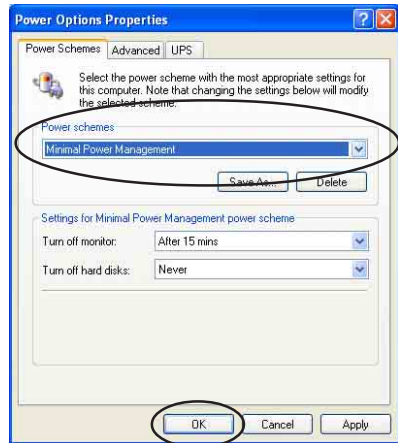 Power Options Properties
Power Schemes Advanced UPS
Select the power scheme with the most appropriate settings for
this computer. Note that changing the settings below will modify
the selected scheme.
Power schemes
Minimal Power Management
Save As... Delete
Settings for Minimal Power Management power scheme
Turn off monitor: After 15 mins
Turn off hard disks: Never
OK Cancel Apply